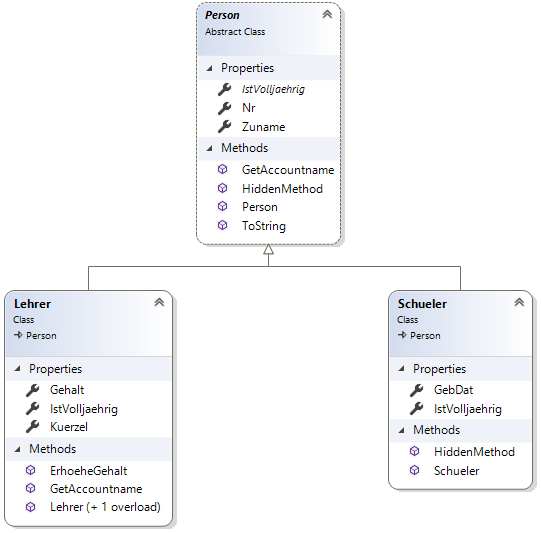 Person
Abstract Class
Properties
IstVolljaehrig
Nr
Zuname
Methods
GetAccountname
HiddenMethod
Person
ToString
Lehrer
Class
Person
Properties
Gehalt
IstVolljaehrig
Kuerzel
Methods
ErhoeheGehalt
GetAccountname
Lehrer (+ 1 overload)
Schueler
Class
Person
Properties
GebDat
IstVolljaehrig
Methods
HiddenMethod
Schueler